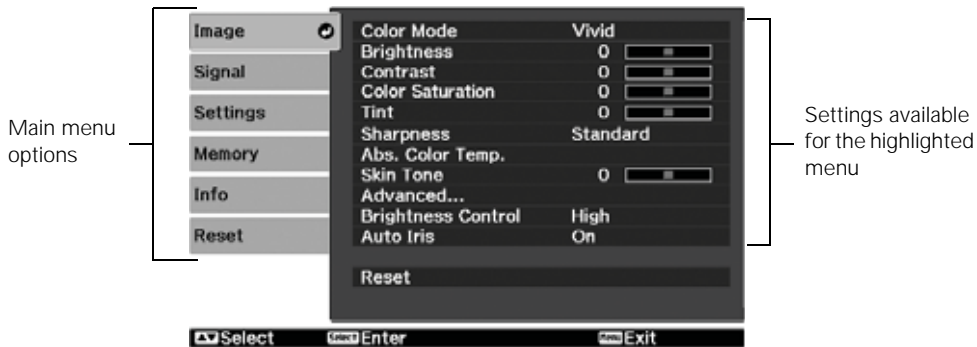 Main menu
options
Image
Signal
Settings
Memory
Info
Reset
Color Mode Vivid
Brightness 0
Contrast 0
Color Saturation 0
Tint 0
Sharpness Standard
Abs. Color Temp.
Skin Tone 0
Advanced...
Brightness Control High
Auto Iris On
Reset
Settings available
for the highlighted
menu
Select Select Enter Menu Exit